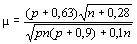 μ = (p + 0,63)√n + 0,28 / √pn(p + 0,9) + 0,1n